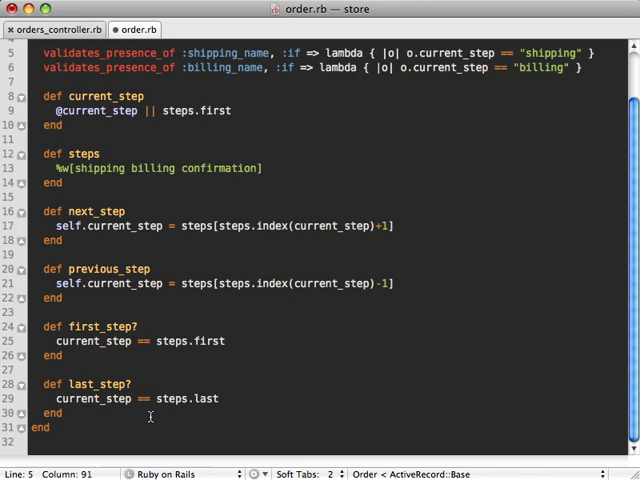 order.rb — store
orders_controller.rb order.rb
5 validates_presence_of :shipping_name, :if => lambda { |o| o.current_step == "shipping" }
6 validates_presence_of :billing_name, :if => lambda { |o| o.current_step == "billing" }
7
8 def current_step
9 @current_step || steps.first
10 end
11
12 def steps
13 %w[shipping billing confirmation]
14 end
15
16 def next_step
17 self.current_step = steps[steps.index(current_step)+1]
18 end
19
20 def previous_step
21 self.current_step = steps[steps.index(current_step)-1]
22 end
23
24 def first_step?
25 current_step == steps.first
26 end
27
28 def last_step?
29 current_step == steps.last
30 end
31 end
32
Line: 5 Column: 91 Ruby on Rails Soft Tabs: 2 Order < ActiveRecord::Base